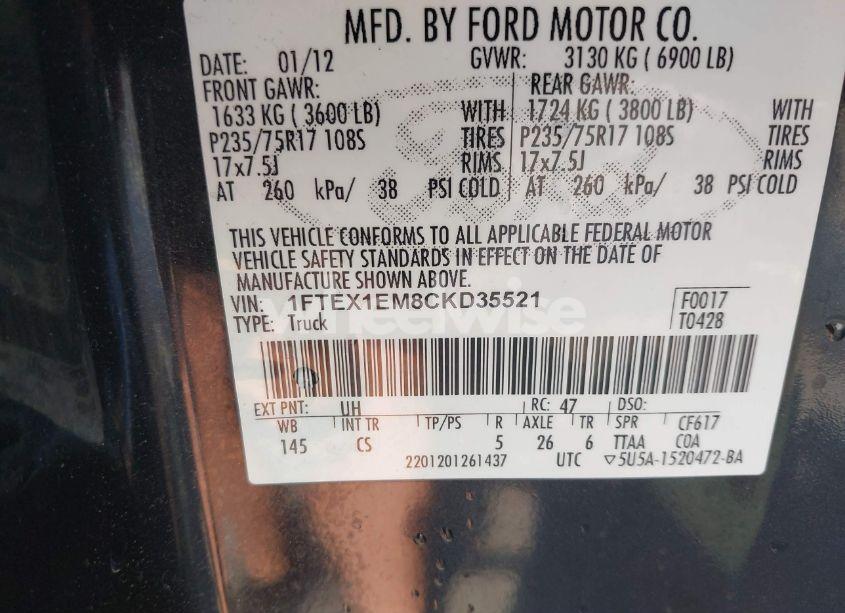 MFD. BY FORD MOTOR CO.
DATE: 01/12 GVWR: 3130 KG ( 6900 LB)
FRONT GAWR: REAR GAWR:
1633 KG ( 3600 LB) WITH 1724 KG ( 3800 LB) WITH
P235/75R17 108S TIRES P235/75R17 108S TIRES
17x7.5J RIMS 17x7.5J RIMS
AT 260 kPa/ 38 PSI COLD AT 260 kPa/ 38 PSI COLD
THIS VEHICLE CONFORMS TO ALL APPLICABLE FEDERAL MOTOR
VEHICLE SAFETY STANDARDS IN EFFECT ON THE DATE OF
MANUFACTURE SHOWN ABOVE.
VIN: 1FTEX1EM8CKD35521 F0017
TYPE: Truck T0428
wheelwise
EXT PNT: UH RC: 47 DSO:
WB INT TR TP/PS R AXLE TR SPR CF617
145 CS 5 26 6 TTAA COA
2201201261437 UTC ▽5U5A-1520472-BA